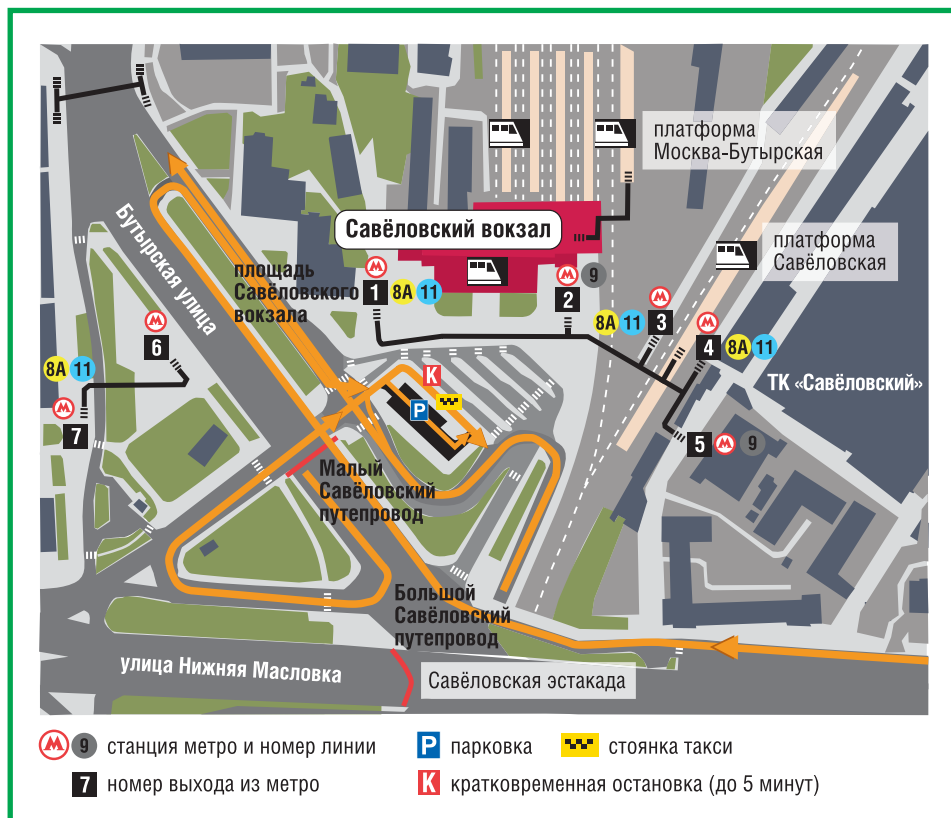 платформа
Москва-Бутырская
Савёловский вокзал
платформа
Савёловская
Бутырская улица
площадь
Савёловского
вокзала
1 8А 11
9
2
8А 11 3
4 8А 11
ТК «Савёловский»
6
8А 11
7
К
P
5 9
Малый
Савёловский
путепровод
Большой
Савёловский
путепровод
улица Нижняя Масловка
Савёловская эстакада
М 9 станция метро и номер линии
P парковка
стоянка такси
7 номер выхода из метро
К кратковременная остановка (до 5 минут)